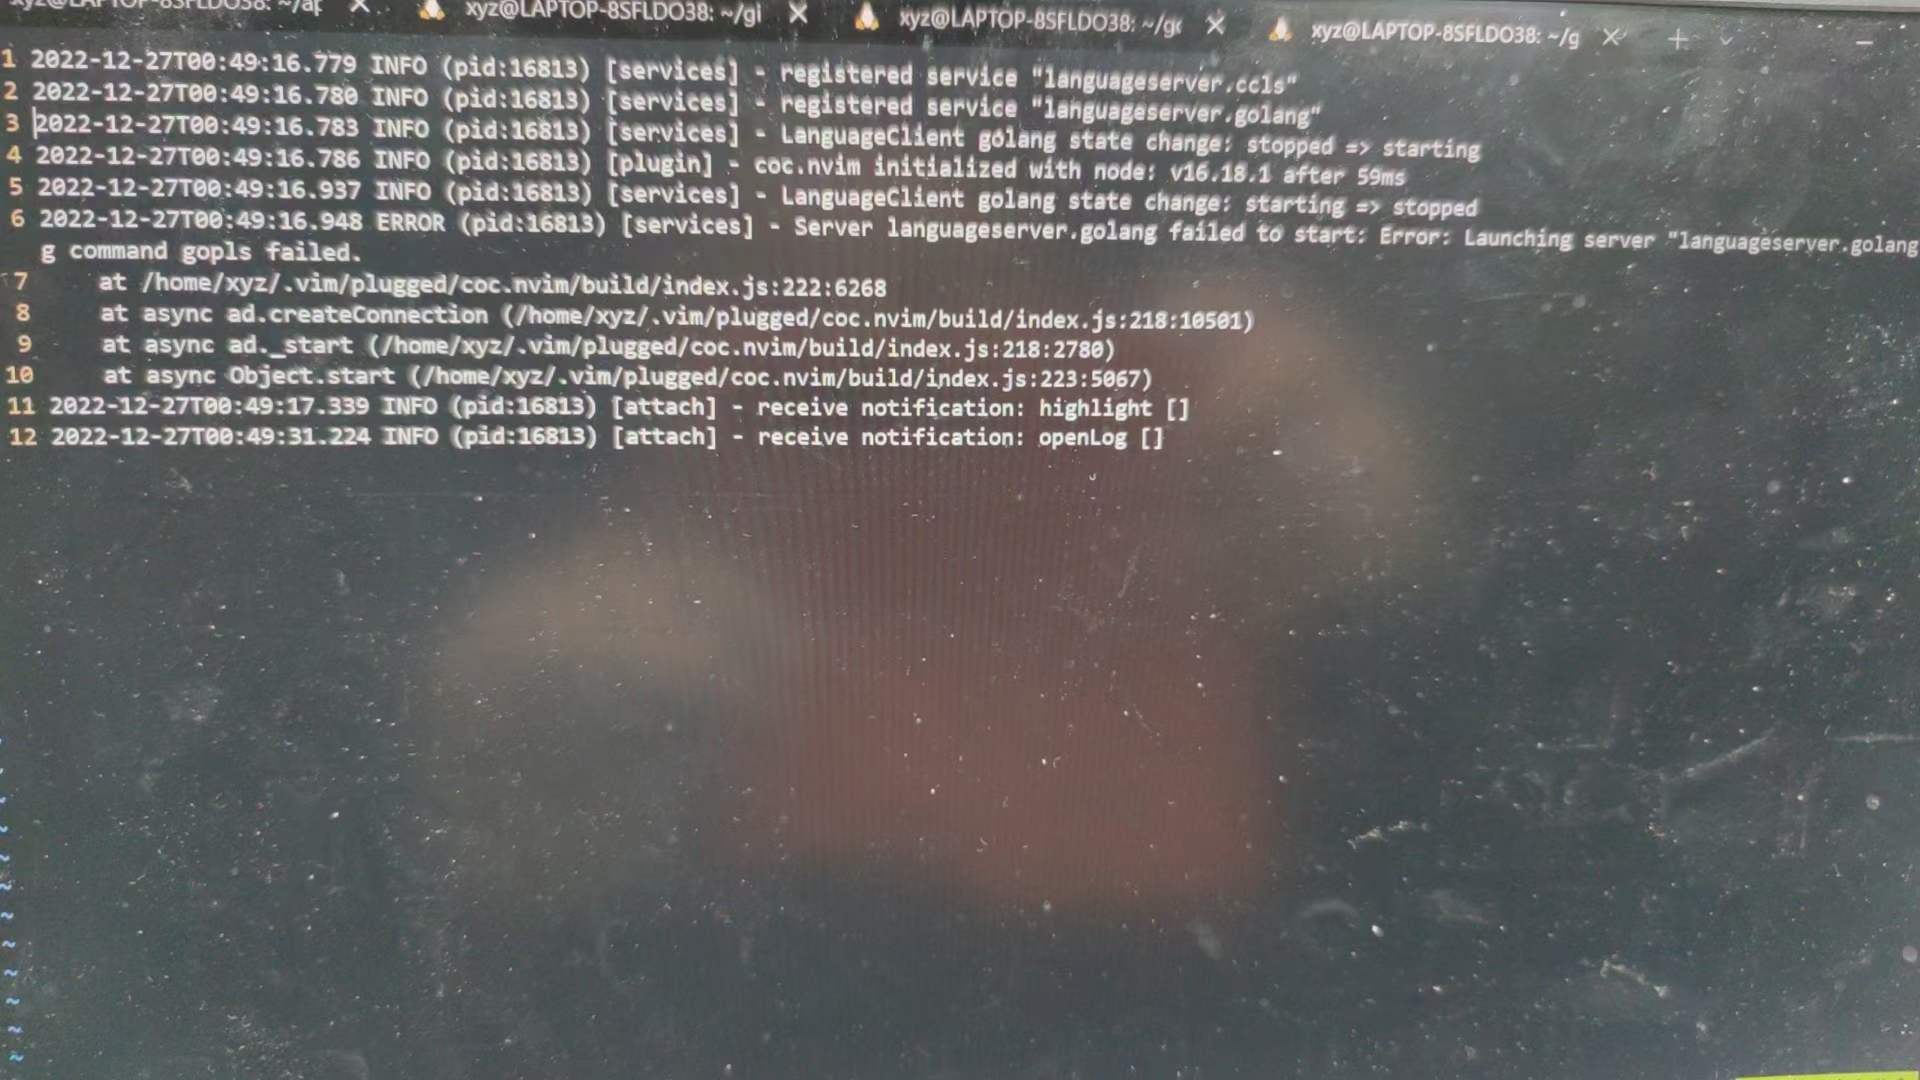 xyz@LAPTOP-8SFLDO38: ~/ap xyz@LAPTOP-8SFLDO38: ~/gi xyz@LAPTOP-8SFLDO38: ~/go xyz@LAPTOP-8SFLDO38: ~/g
1 2022-12-27T00:49:16.779 INFO (pid:16813) [services] - registered service "languageserver.ccls"
2 2022-12-27T00:49:16.780 INFO (pid:16813) [services] - registered service "languageserver.golang"
3 2022-12-27T00:49:16.783 INFO (pid:16813) [services] - LanguageClient golang state change: stopped => starting
4 2022-12-27T00:49:16.786 INFO (pid:16813) [plugin] - coc.nvim initialized with node: v16.18.1 after 59ms
5 2022-12-27T00:49:16.937 INFO (pid:16813) [services] - LanguageClient golang state change: starting => stopped
6 2022-12-27T00:49:16.948 ERROR (pid:16813) [services] - Server languageserver.golang failed to start: Error: Launching server "languageserver.golang
g command gopls failed.
7 at /home/xyz/.vim/plugged/coc.nvim/build/index.js:222:6268
8 at async ad.createConnection (/home/xyz/.vim/plugged/coc.nvim/build/index.js:218:10501)
9 at async ad._start (/home/xyz/.vim/plugged/coc.nvim/build/index.js:218:2780)
10 at async Object.start (/home/xyz/.vim/plugged/coc.nvim/build/index.js:223:5067)
11 2022-12-27T00:49:17.339 INFO (pid:16813) [attach] - receive notification: highlight []
12 2022-12-27T00:49:31.224 INFO (pid:16813) [attach] - receive notification: openLog []